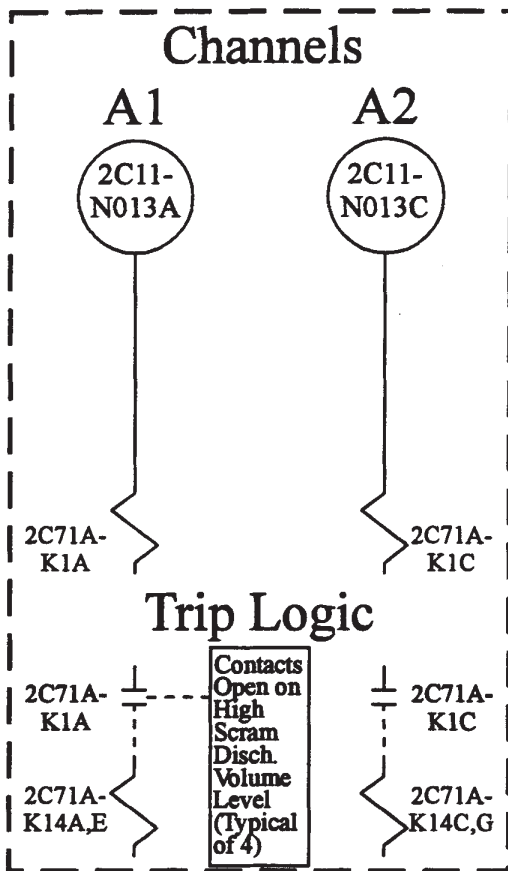 Channels
A1
A2
2C11-
N013A
2C11-
N013C
2C71A-
K1A
2C71A-
K1C
Trip Logic
2C71A-
K1A
Contacts
Open on
High
Scram
Disch.
Volume
Level
(Typical
of 4)
2C71A-
K1C
2C71A-
K14A,E
2C71A-
K14C,G